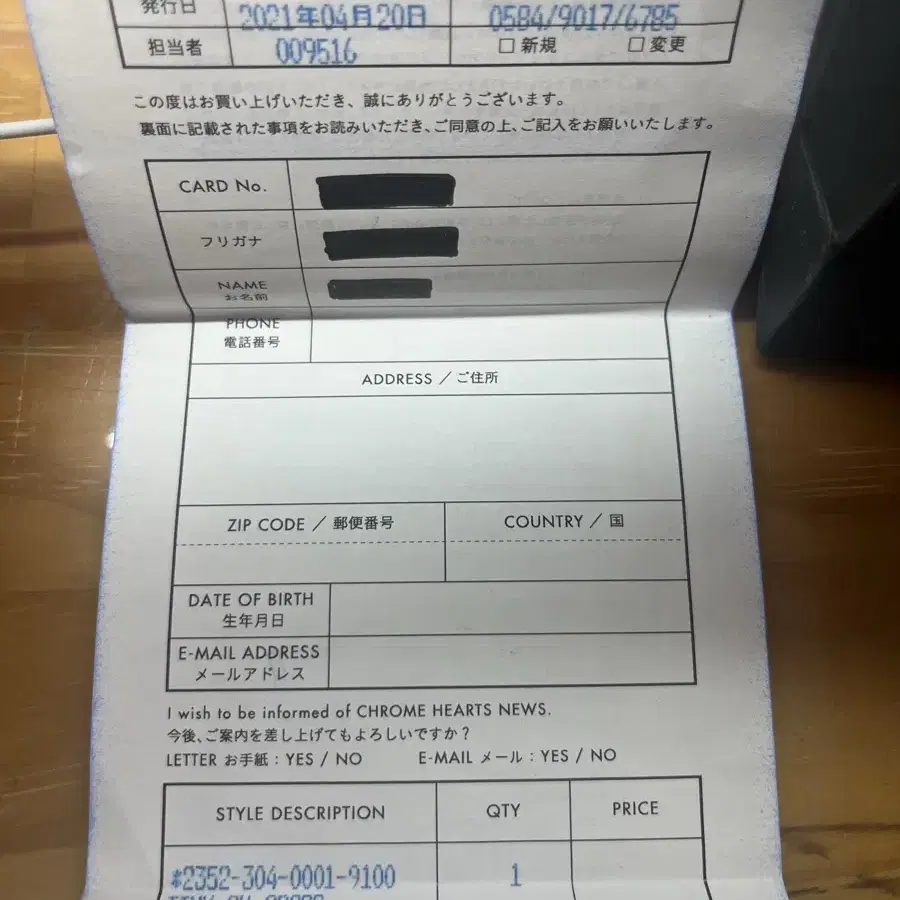 発行日 2021年04月20日 0584/9017/6785
担当者 009516 □ 新規 □ 変更
この度はお買い上げいただき、誠にありがとうございます。
裏面に記載された事項をお読みいただき、ご同意の上、ご記入をお願いいたします。
CARD No.
フリガナ
NAME
お名前
PHONE
電話番号
ADDRESS / ご住所
ZIP CODE / 郵便番号 COUNTRY / 国
DATE OF BIRTH
生年月日
E-MAIL ADDRESS
メールアドレス
I wish to be informed of CHROME HEARTS NEWS.
今後、ご案内を差し上げてもよろしいですか?
LETTER お手紙 : YES / NO E-MAIL メール : YES / NO
STYLE DESCRIPTION QTY PRICE
*2352-304-0001-9100 1